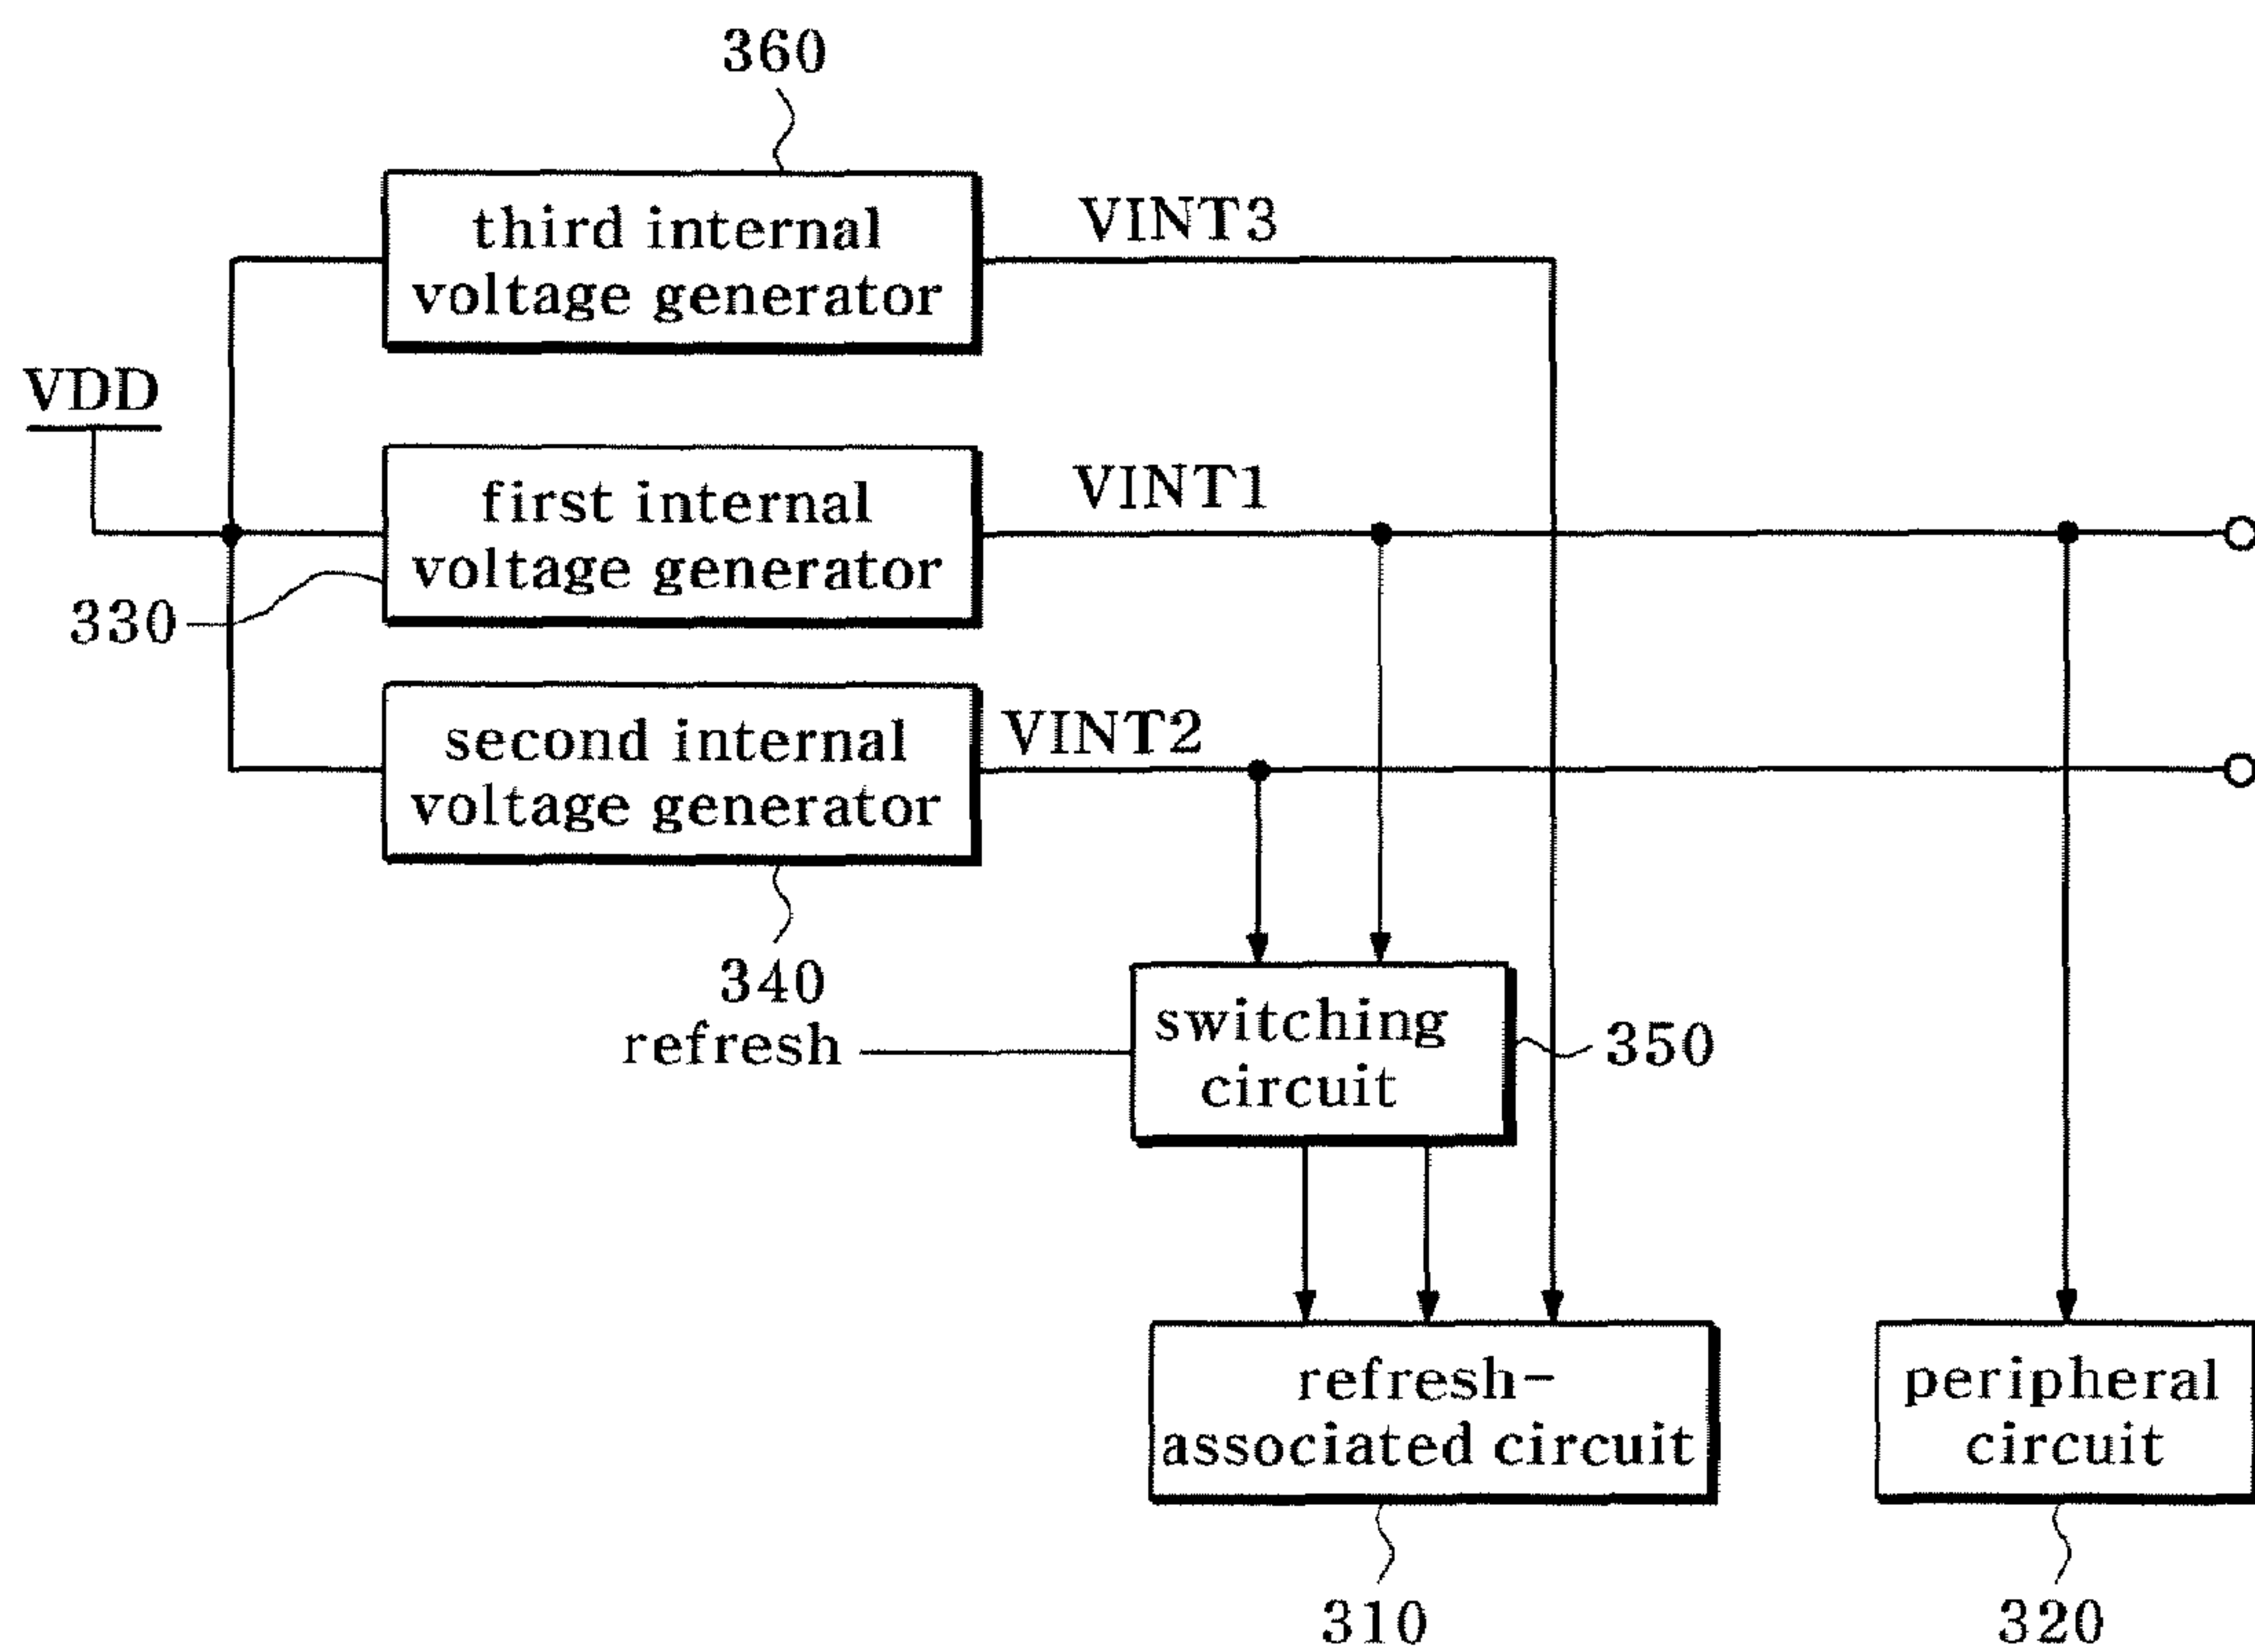 360
third internal
voltage generator
VINT3
VDD
first internal
voltage generator
VINT1
330
second internal
voltage generator
VINT2
340
refresh
switching
circuit
350
refresh-
associated circuit
peripheral
circuit
310
320